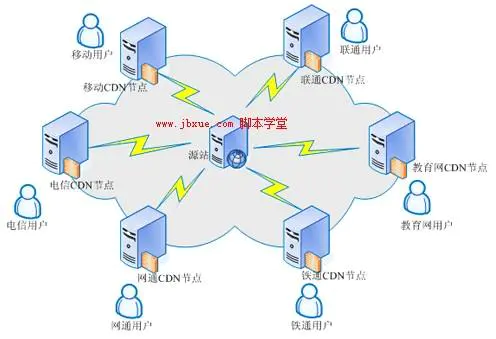 移动用户
联通用户
移动CDN节点
联通CDN节点
www.jbxue.com 脚本学堂
源站
教育网CDN节点
电信CDN节点
电信用户
教育网用户
网通CDN节点
铁通CDN节点
网通用户
铁通用户